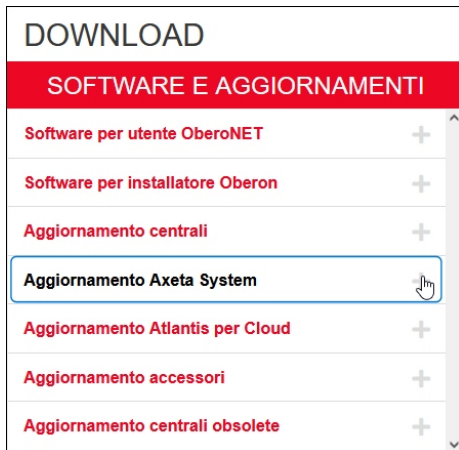 DOWNLOAD
SOFTWARE E AGGIORNAMENTI
Software per utente OberoNET
Software per installatore Oberon
Aggiornamento centrali
Aggiornamento Axeta System
Aggiornamento Atlantis per Cloud
Aggiornamento accessori
Aggiornamento centrali obsolete